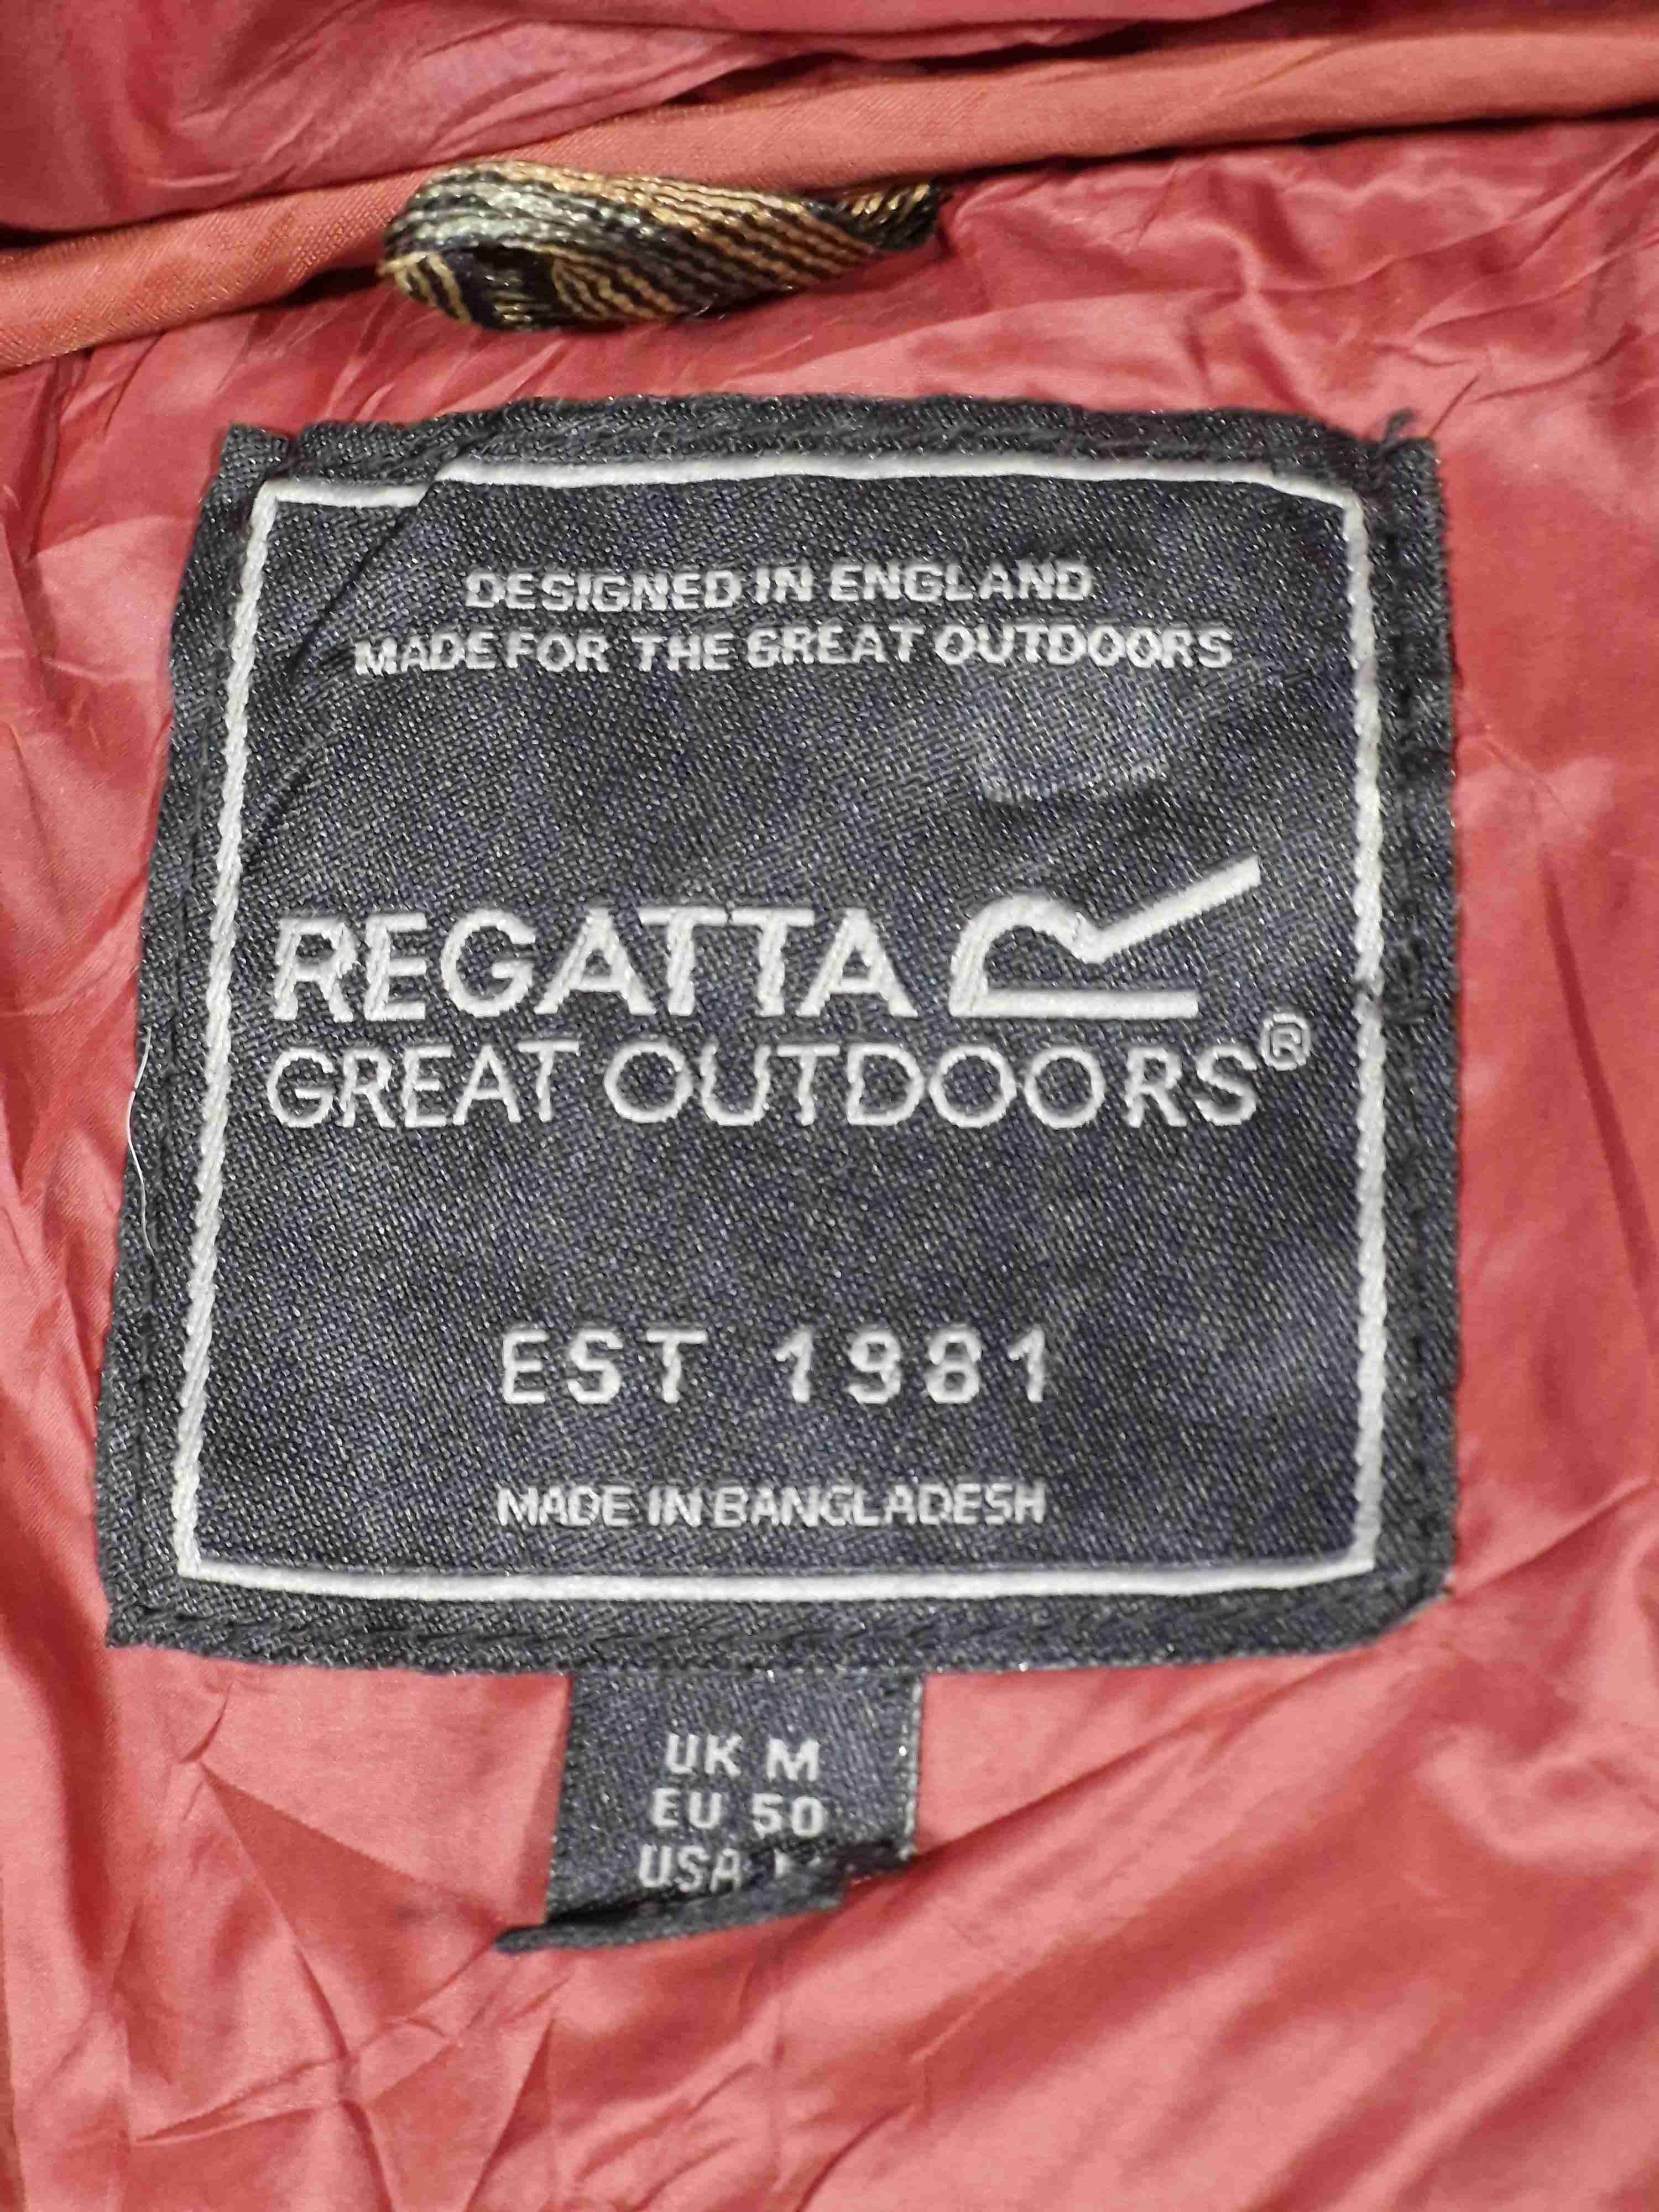 DESIGNED IN ENGLAND
MADE FOR THE GREAT OUTDOORS
REGATTA
GREAT OUTDOORS®
EST 1981
MADE IN BANGLADESH
UK M
EU 50
USA